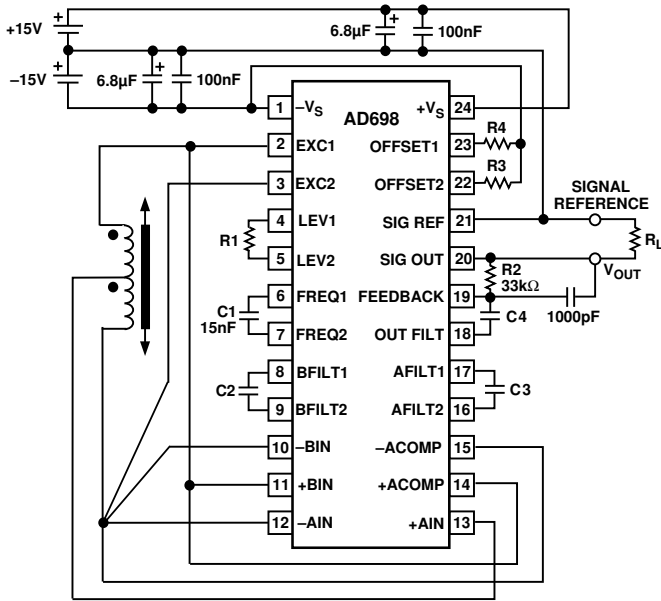 +15V
6.8µF
100nF
–15V
6.8µF
100nF
AD698
1 –VS
+VS 24
2 EXC1
OFFSET1 23
R4
3 EXC2
OFFSET2 22
R3
SIGNAL
REFERENCE
4 LEV1
SIG REF 21
R1
RL
5 LEV2
SIG OUT 20
VOUT
R2
33kΩ
6 FREQ1
FEEDBACK 19
C1
15nF
C4
1000pF
7 FREQ2
OUT FILT 18
8 BFILT1
AFILT1 17
C2
C3
9 BFILT2
AFILT2 16
10 –BIN
–ACOMP 15
11 +BIN
+ACOMP 14
12 –AIN
+AIN 13